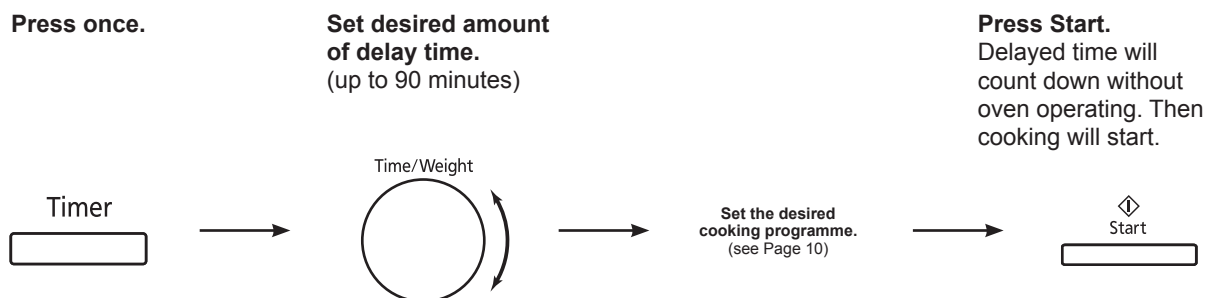 Press once.
Set desired amount
of delay time.
(up to 90 minutes)
Press Start.
Delayed time will
count down without
oven operating. Then
cooking will start.
Timer
Time/Weight
Set the desired
cooking programme.
(see Page 10)
Start